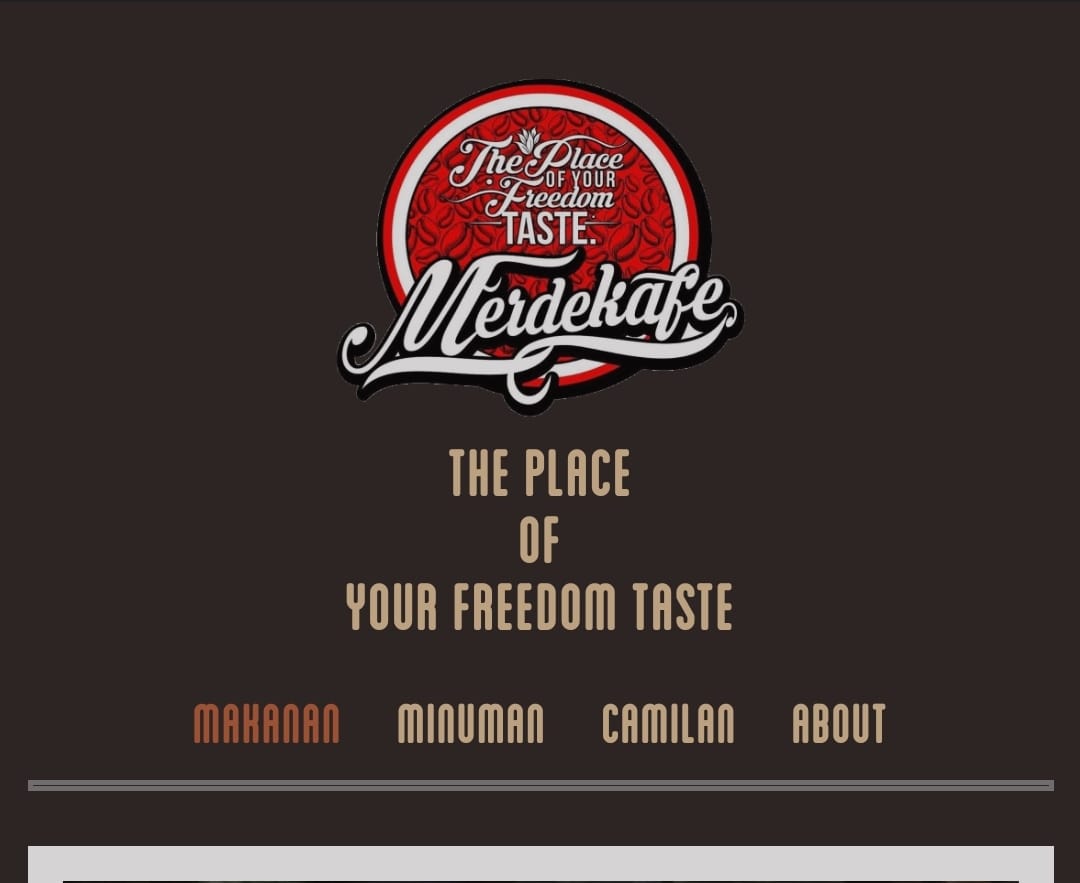 The Place
OF YOUR
Freedom
TASTE.
Merdekafe
THE PLACE
OF
YOUR FREEDOM TASTE
MAKANAN MINUMAN CAMILAN ABOUT